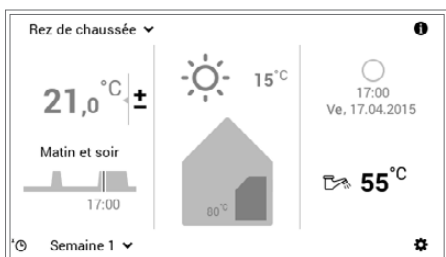 Rez de chaussée
21,0 °C ±
Matin et soir
17:00
15°C
80°C
17:00
Ve, 17.04.2015
55°C
Semaine 1